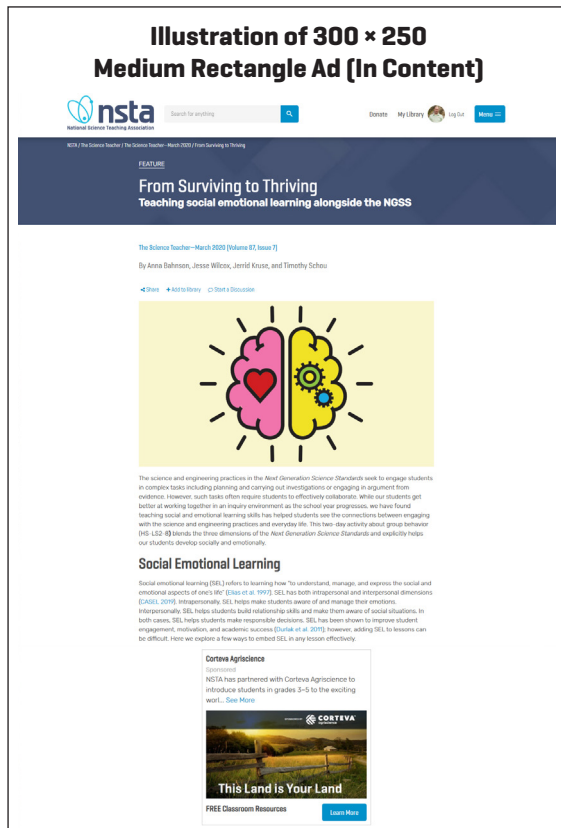 Illustration of 300 × 250
Medium Rectangle Ad (In Content)
nsta
National Science Teaching Association
Search for anything
Donate
My Library
Log Out
Menu
NSTA / The Science Teacher / The Science Teacher—March 2020 / From Surviving to Thriving
FEATURE
From Surviving to Thriving
Teaching social emotional learning alongside the NGSS
The Science Teacher—March 2020 (Volume 87, Issue 7)
By Anna Bahnson, Jesse Wilcox, Jerrid Kruse, and Timothy Schou
Share
Add to library
Start a Discussion
The science and engineering practices in the Next Generation Science Standards seek to engage students
in complex tasks including planning and carrying out investigations or engaging in argument from
evidence. However, such tasks often require students to effectively collaborate. While our students get
better at working together in an inquiry environment as the school year progresses, we have found
teaching social and emotional learning skills has helped students see the connections between engaging
with the science and engineering practices and everyday life. This two-day activity about group behavior
(HS-LS2-8) blends the three dimensions of the Next Generation Science Standards and explicitly helps
our students develop socially and emotionally.
Social Emotional Learning
Social emotional learning (SEL) refers to learning how "to understand, manage, and express the social and
emotional aspects of one's life" (Elias et al. 1997). SEL has both intrapersonal and interpersonal dimensions
(CASEL 2019). Intrapersonally, SEL helps make students aware of and manage their emotions.
Interpersonally, SEL helps students build relationship skills and make them aware of social situations. In
both cases, SEL helps students make responsible decisions. SEL has been shown to improve student
engagement, motivation, and academic success (Durlak et al. 2011); however, adding SEL to lessons can
be difficult. Here we explore a few ways to embed SEL in any lesson effectively.
Corteva Agriscience
Sponsored
NSTA has partnered with Corteva Agriscience to
introduce students in grades 3–5 to the exciting
worl... See More
SPONSORED BY
CORTEVA
agriscience
This Land is Your Land
FREE Classroom Resources
Learn More